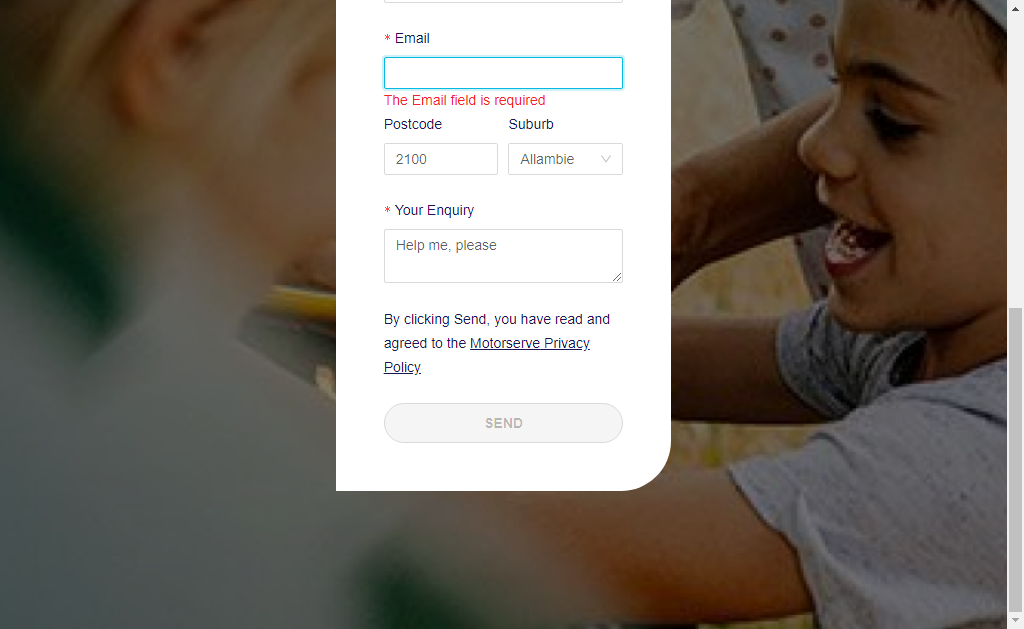 * Email
The Email field is required
Postcode Suburb
2100 Allambie
* Your Enquiry
Help me, please
By clicking Send, you have read and
agreed to the Motorserve Privacy
Policy
SEND